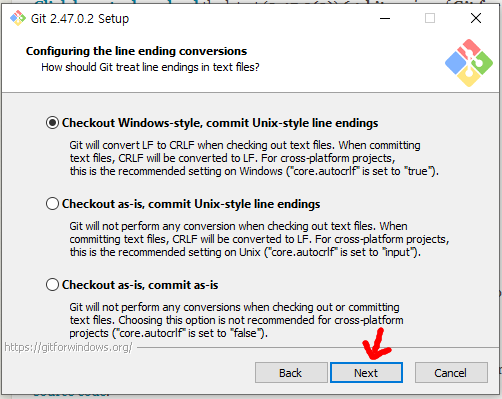 Git 2.47.0.2 Setup
Configuring the line ending conversions
How should Git treat line endings in text files?
Checkout Windows-style, commit Unix-style line endings
Git will convert LF to CRLF when checking out text files. When committing
text files, CRLF will be converted to LF. For cross-platform projects,
this is the recommended setting on Windows ("core.autocrlf" is set to "true").
Checkout as-is, commit Unix-style line endings
Git will not perform any conversion when checking out text files. When
committing text files, CRLF will be converted to LF. For cross-platform projects,
this is the recommended setting on Unix ("core.autocrlf" is set to "input").
Checkout as-is, commit as-is
Git will not perform any conversions when checking out or committing
text files. Choosing this option is not recommended for cross-platform
projects ("core.autocrlf" is set to "false").
https://gitforwindows.org/
Back Next Cancel
source code.